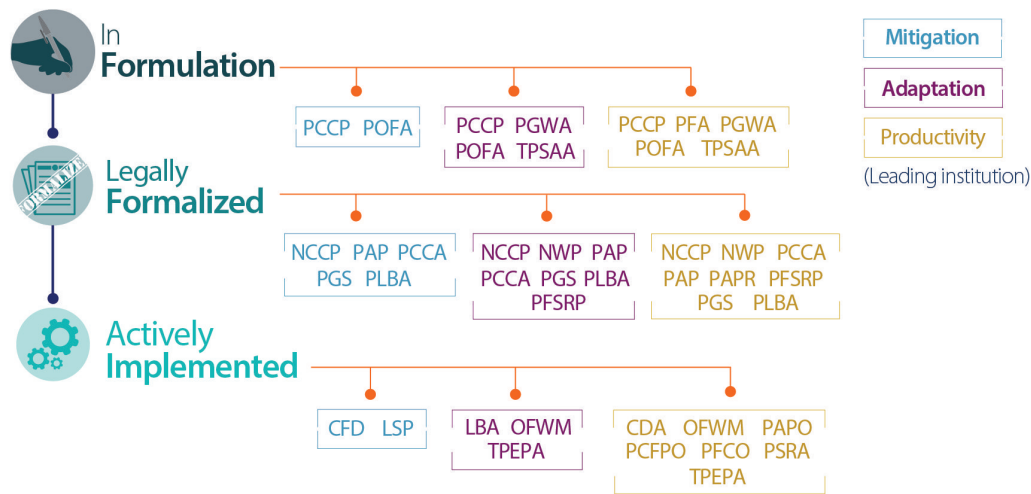 In
Formulation
PCCP POFA
PCCP PGWA
POFA TPSAA
PCCP PFA PGWA
POFA TPSAA
FORMALIZE
Legally
Formalized
NCCP PAP PCCA
PGS PLBA
NCCP NWP PAP
PCCA PGS PLBA
PFSRP
NCCP NWP PCCA
PAP PAPR PFSRP
PGS PLBA
Actively
Implemented
CFD LSP
LBA OFWM
TPEPA
CDA OFWM PAPO
PCFPO PFCO PSRA
TPEPA
Mitigation
Adaptation
Productivity
(Leading institution)